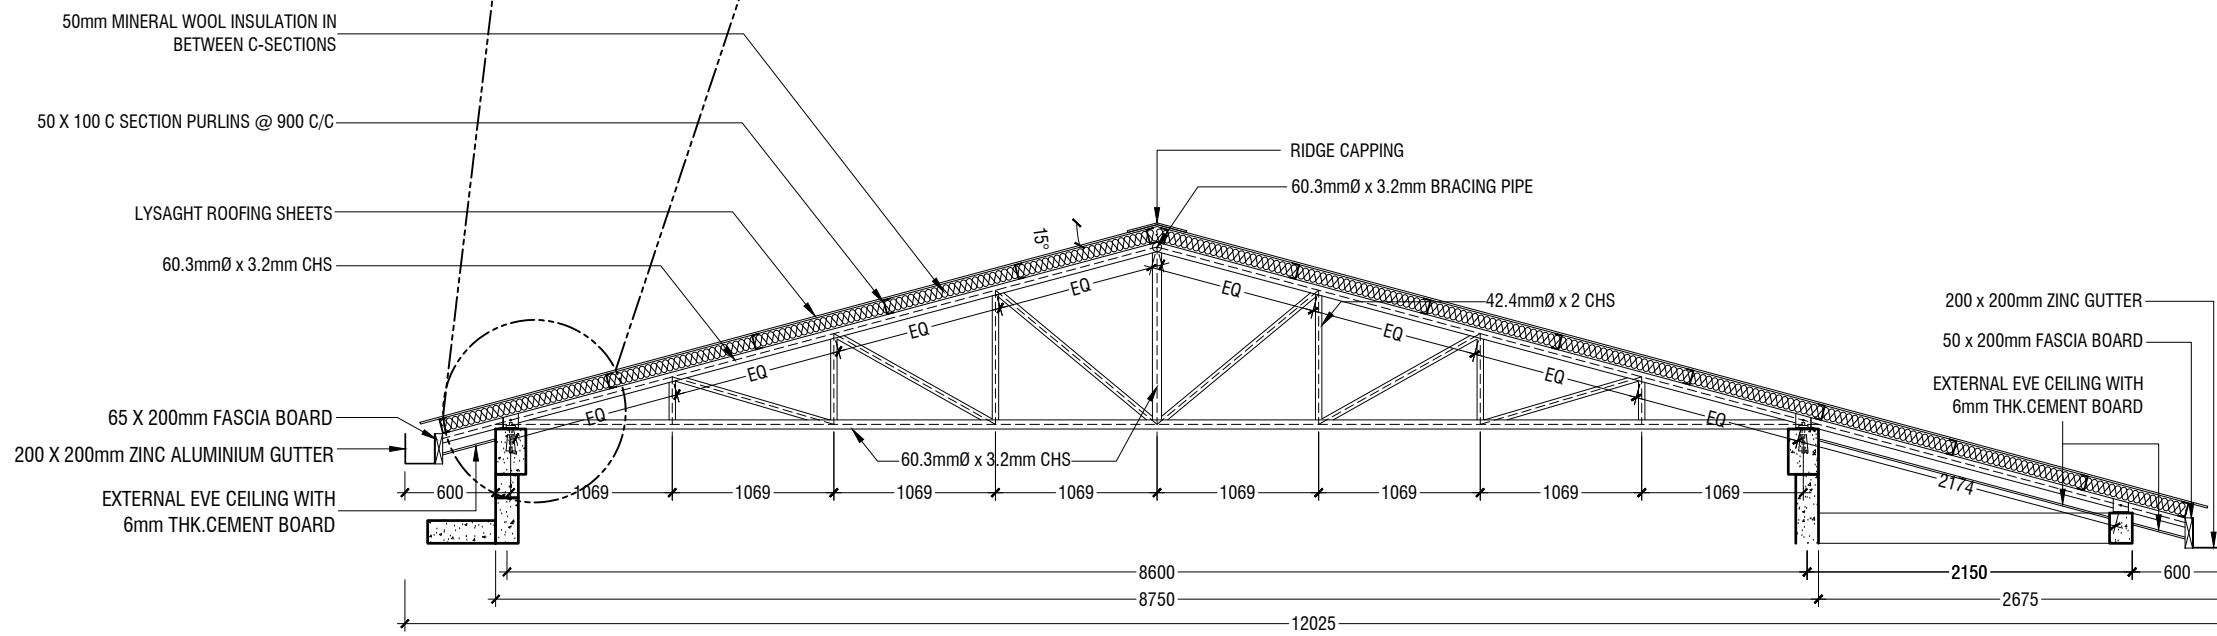 50mm MINERAL WOOL INSULATION IN
BETWEEN C-SECTIONS
50 X 100 C SECTION PURLINS @ 900 C/C
LYSAGHT ROOFING SHEETS
60.3mmØ x 3.2mm CHS
65 X 200mm FASCIA BOARD
200 X 200mm ZINC ALUMINIUM GUTTER
EXTERNAL EVE CEILING WITH
6mm THK.CEMENT BOARD
RIDGE CAPPING
60.3mmØ x 3.2mm BRACING PIPE
15°
EQ
EQ
EQ
EQ
EQ
EQ
EQ
EQ
42.4mmØ x 2 CHS
200 x 200mm ZINC GUTTER
50 x 200mm FASCIA BOARD
EXTERNAL EVE CEILING WITH
6mm THK.CEMENT BOARD
60.3mmØ x 3.2mm CHS
2174
600
1069
1069
1069
1069
1069
1069
1069
1069
8600
2150
600
8750
2675
12025